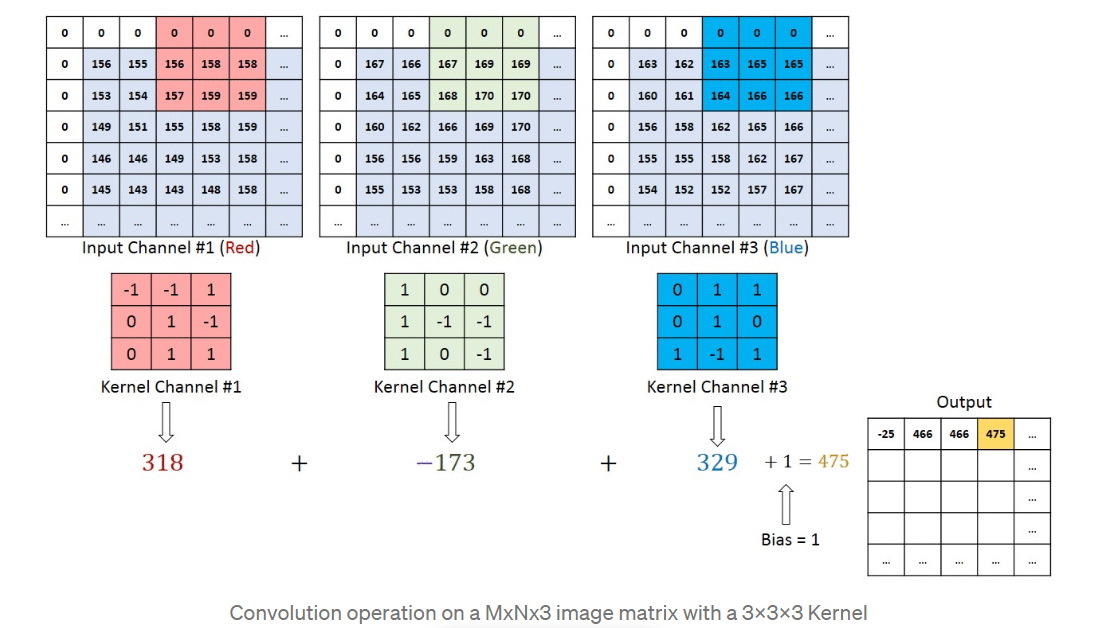 0 0 0 0 0 0 ... 0 0 0 0 0 0 ... 0 0 0 0 0 0 ...
0 156 155 156 158 158 ... 0 167 166 167 169 169 ... 0 163 162 163 165 165 ...
0 153 154 157 159 159 ... 0 164 165 168 170 170 ... 0 160 161 164 166 166 ...
0 149 151 155 158 159 ... 0 160 162 166 169 170 ... 0 156 158 162 165 166 ...
0 146 146 149 153 158 ... 0 156 156 159 163 168 ... 0 155 155 158 162 167 ...
0 145 143 143 148 158 ... 0 155 153 153 158 168 ... 0 154 152 152 157 167 ...
... ... ... ... ... ... ... ... ... ... ... ... ... ... ... ... ... ... ... ... ...
Input Channel #1 (Red) Input Channel #2 (Green) Input Channel #3 (Blue)
-1 -1 1 1 0 0 0 1 1
0 1 -1 1 -1 -1 0 1 0
0 1 1 1 0 -1 1 -1 1
Kernel Channel #1 Kernel Channel #2 Kernel Channel #3
Output
-25 466 466 475 ...
318 + −173 + 329 + 1 = 475
...
...
Bias = 1
...
... ... ... ... ...
Convolution operation on a MxNx3 image matrix with a 3×3×3 Kernel